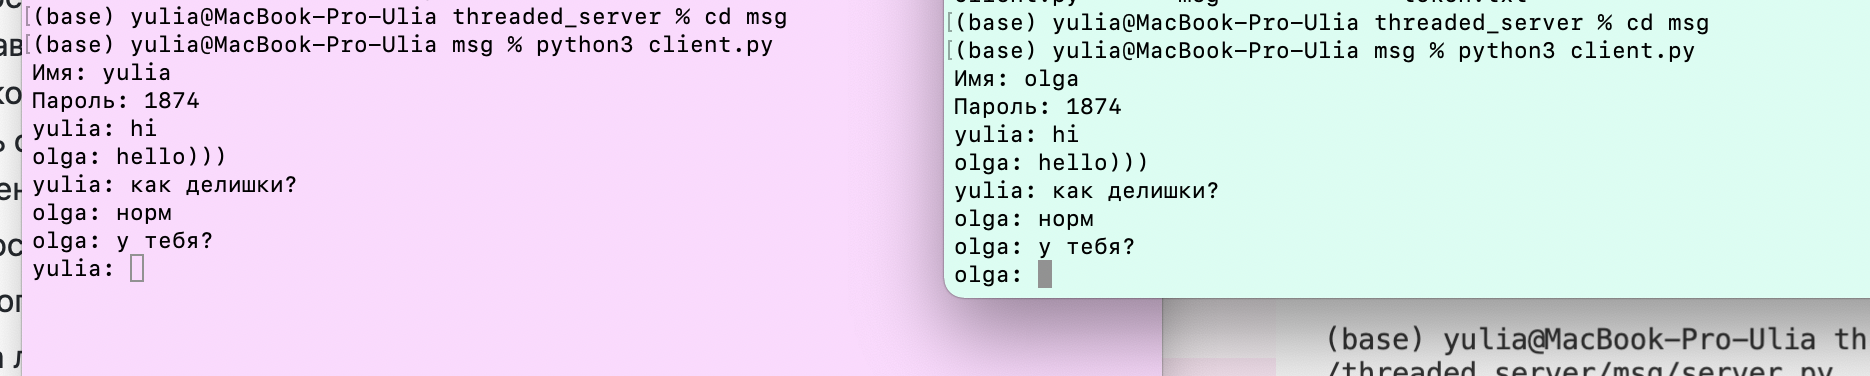 (base) yulia@MacBook-Pro-Ulia threaded_server % cd msg
(base) yulia@MacBook-Pro-Ulia msg % python3 client.py
Имя: yulia
Пароль: 1874
yulia: hi
olga: hello)))
yulia: как делишки?
olga: норм
olga: у тебя?
yulia:
(base) yulia@MacBook-Pro-Ulia threaded_server % cd msg
(base) yulia@MacBook-Pro-Ulia msg % python3 client.py
Имя: olga
Пароль: 1874
yulia: hi
olga: hello)))
yulia: как делишки?
olga: норм
olga: у тебя?
olga:
(base) yulia@MacBook-Pro-Ulia th
/threaded_server/msg/server.py